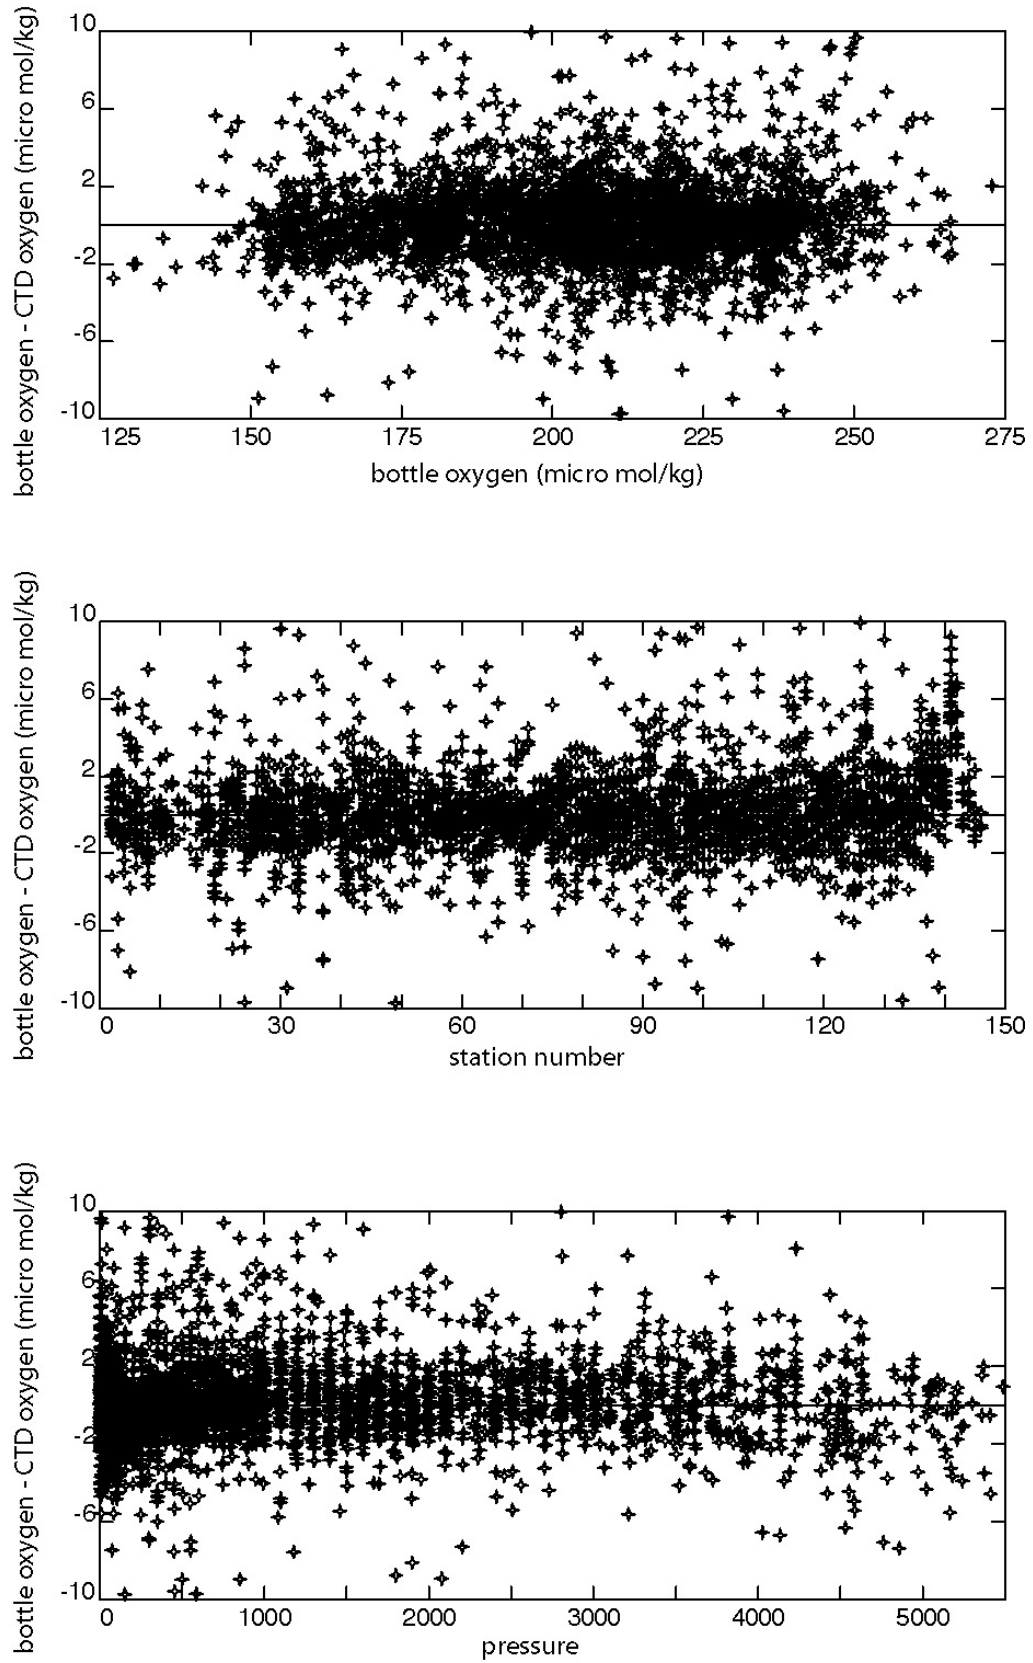 bottle oxygen - CTD oxygen (micro mol/kg)
10
6
2
-2
-6
-10
125 150 175 200 225 250 275
bottle oxygen (micro mol/kg)
bottle oxygen - CTD oxygen (micro mol/kg)
10
6
2
-2
-6
-10
0 30 60 90 120 150
station number
bottle oxygen - CTD oxygen (micro mol/kg)
10
6
2
-2
-6
-10
0 1000 2000 3000 4000 5000
pressure